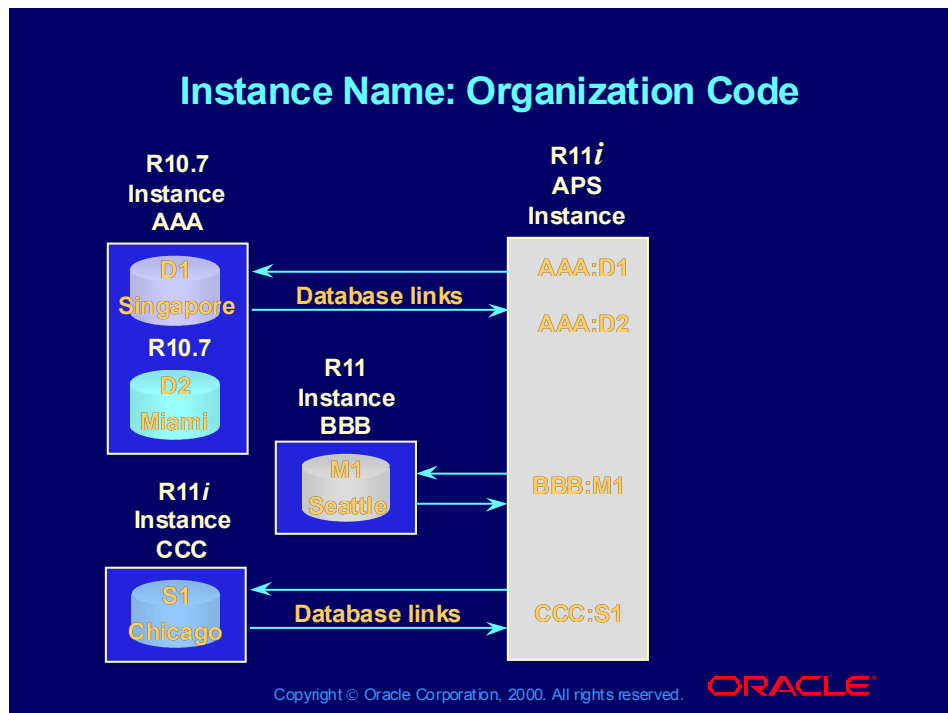 Instance Name: Organization Code
R10.7
Instance
AAA
R11i
APS
Instance
D1
Singapore
R10.7
D2
Miami
Database links
AAA:D1
AAA:D2
R11
Instance
BBB
M1
Seattle
BBB:M1
R11i
Instance
CCC
S1
Chicago
Database links
CCC:S1
Copyright © Oracle Corporation, 2000. All rights reserved.
ORACLE®